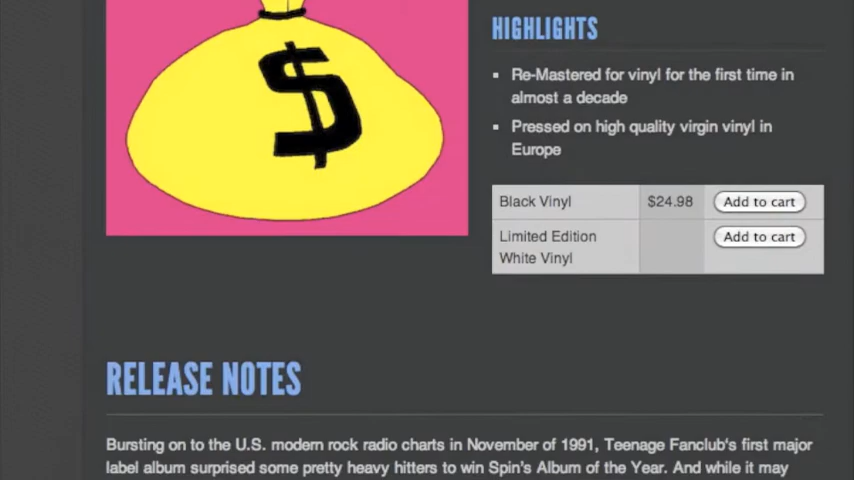 $
HIGHLIGHTS
▪ Re-Mastered for vinyl for the first time in
almost a decade
▪ Pressed on high quality virgin vinyl in
Europe
Black Vinyl $24.98 Add to cart
Limited Edition Add to cart
White Vinyl
RELEASE NOTES
Bursting on to the U.S. modern rock radio charts in November of 1991, Teenage Fanclub's first major
label album surprised some pretty heavy hitters to win Spin's Album of the Year. And while it may